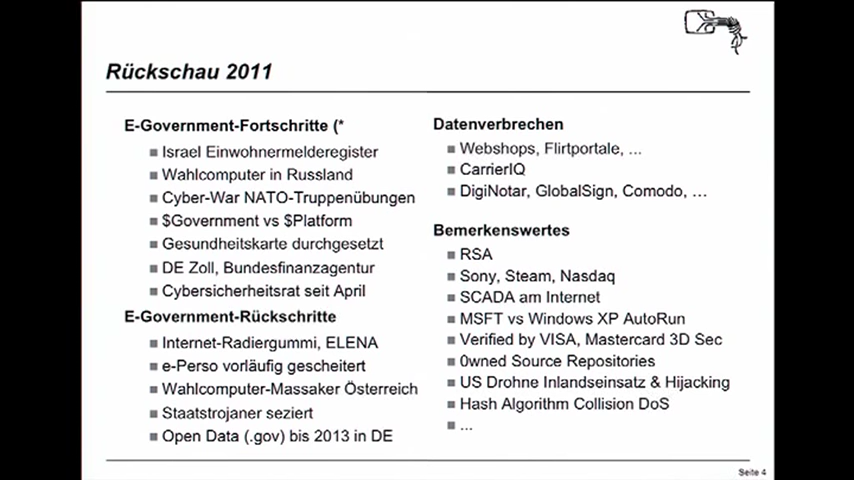 Rückschau 2011
E-Government-Fortschritte (*
Israel Einwohnermelderegister
Wahlcomputer in Russland
Cyber-War NATO-Truppenübungen
$Government vs $Platform
Gesundheitskarte durchgesetzt
DE Zoll, Bundesfinanzagentur
Cybersicherheitsrat seit April
E-Government-Rückschritte
Internet-Radiergummi, ELENA
e-Perso vorläufig gescheitert
Wahlcomputer-Massaker Österreich
Staatstrojaner seziert
Open Data (.gov) bis 2013 in DE
Datenverbrechen
Webshops, Flirtportale, ...
CarrierIQ
DigiNotar, GlobalSign, Comodo, ...
Bemerkenswertes
RSA
Sony, Steam, Nasdaq
SCADA am Internet
MSFT vs Windows XP AutoRun
Verified by VISA, Mastercard 3D Sec
0wned Source Repositories
US Drohne Inlandseinsatz & Hijacking
Hash Algorithm Collision DoS
...
Seite 4